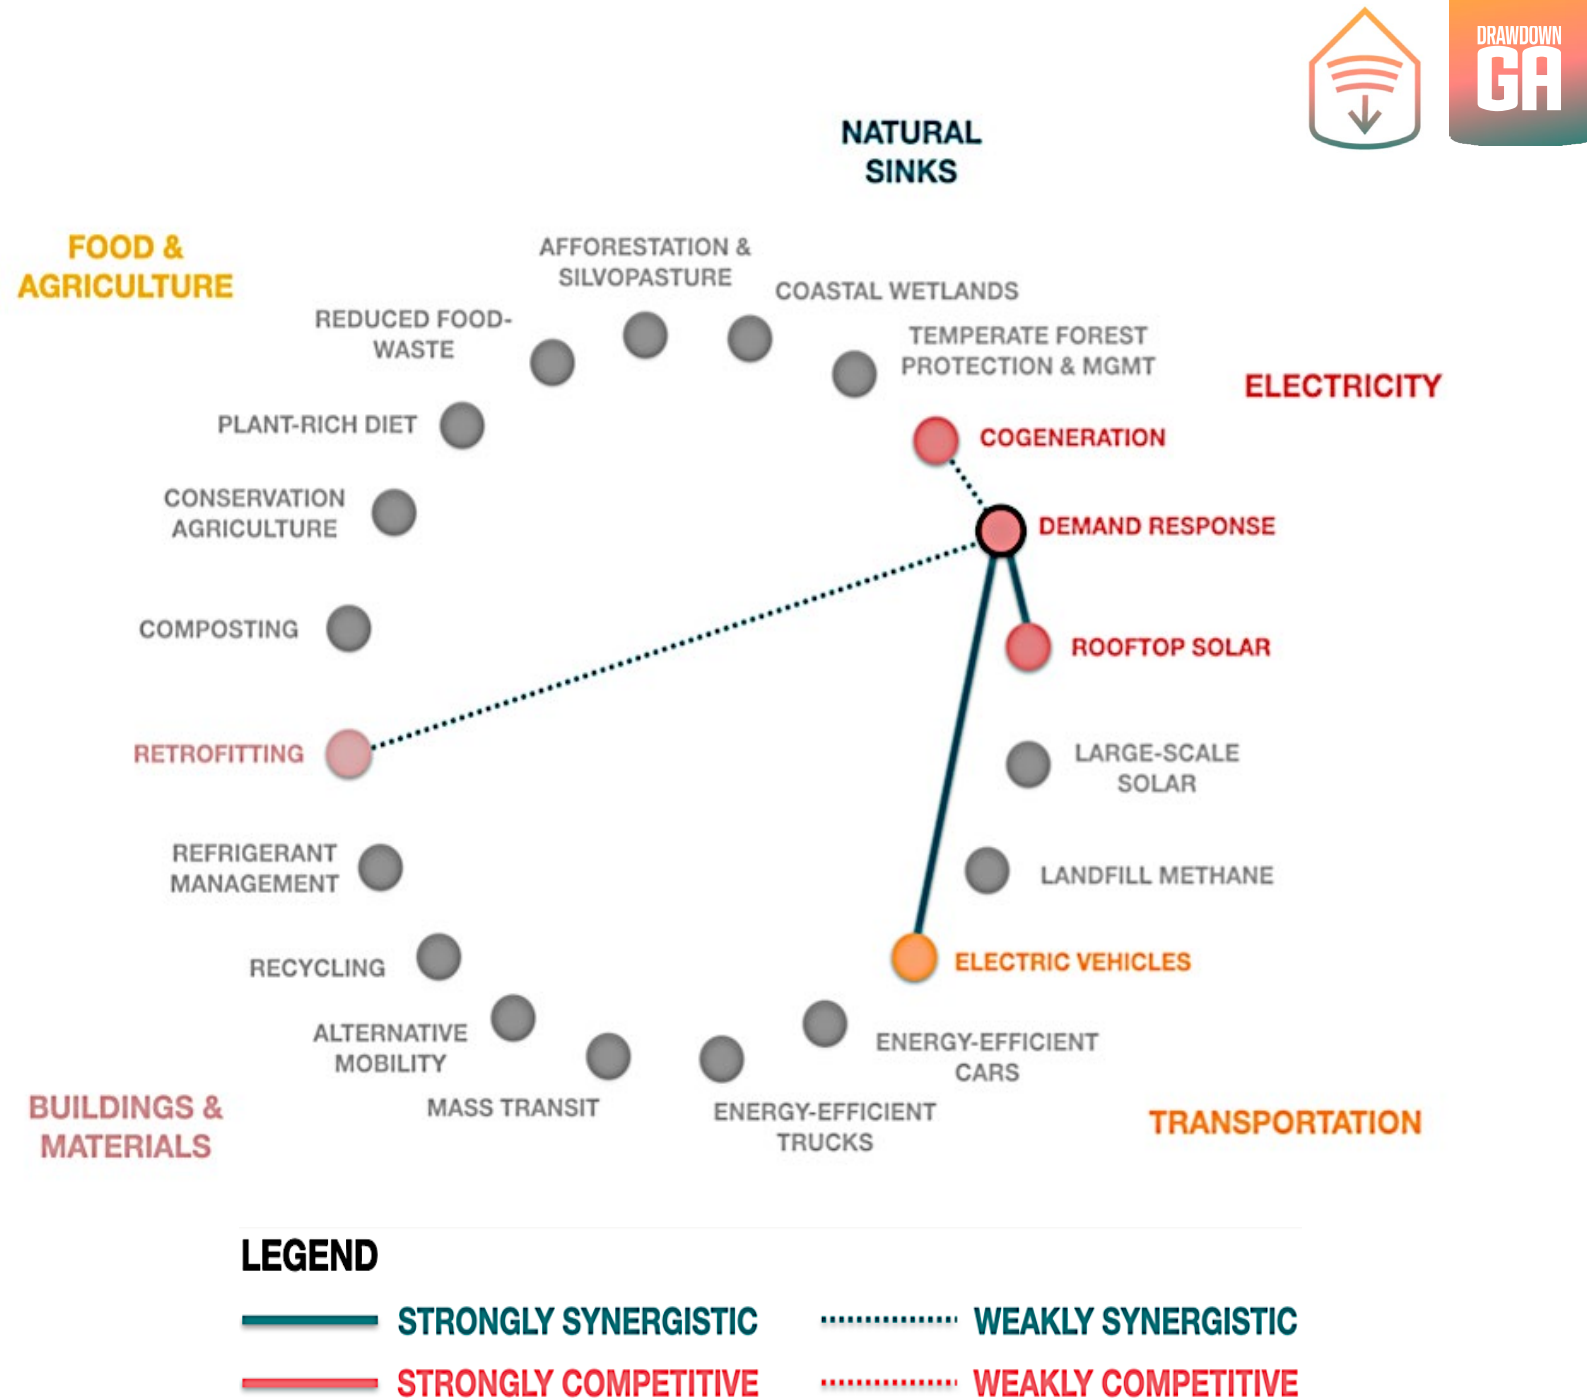 DRAWDOWN
GA
NATURAL
SINKS
FOOD &
AGRICULTURE
AFFORESTATION &
SILVOPASTURE
COASTAL WETLANDS
REDUCED FOOD-
WASTE
TEMPERATE FOREST
PROTECTION & MGMT
ELECTRICITY
PLANT-RICH DIET
COGENERATION
CONSERVATION
AGRICULTURE
DEMAND RESPONSE
COMPOSTING
ROOFTOP SOLAR
RETROFITTING
LARGE-SCALE
SOLAR
REFRIGERANT
MANAGEMENT
LANDFILL METHANE
RECYCLING
ELECTRIC VEHICLES
ALTERNATIVE
MOBILITY
ENERGY-EFFICIENT
CARS
MASS TRANSIT
ENERGY-EFFICIENT
TRUCKS
BUILDINGS &
MATERIALS
TRANSPORTATION
LEGEND
STRONGLY SYNERGISTIC
WEAKLY SYNERGISTIC
STRONGLY COMPETITIVE
WEAKLY COMPETITIVE